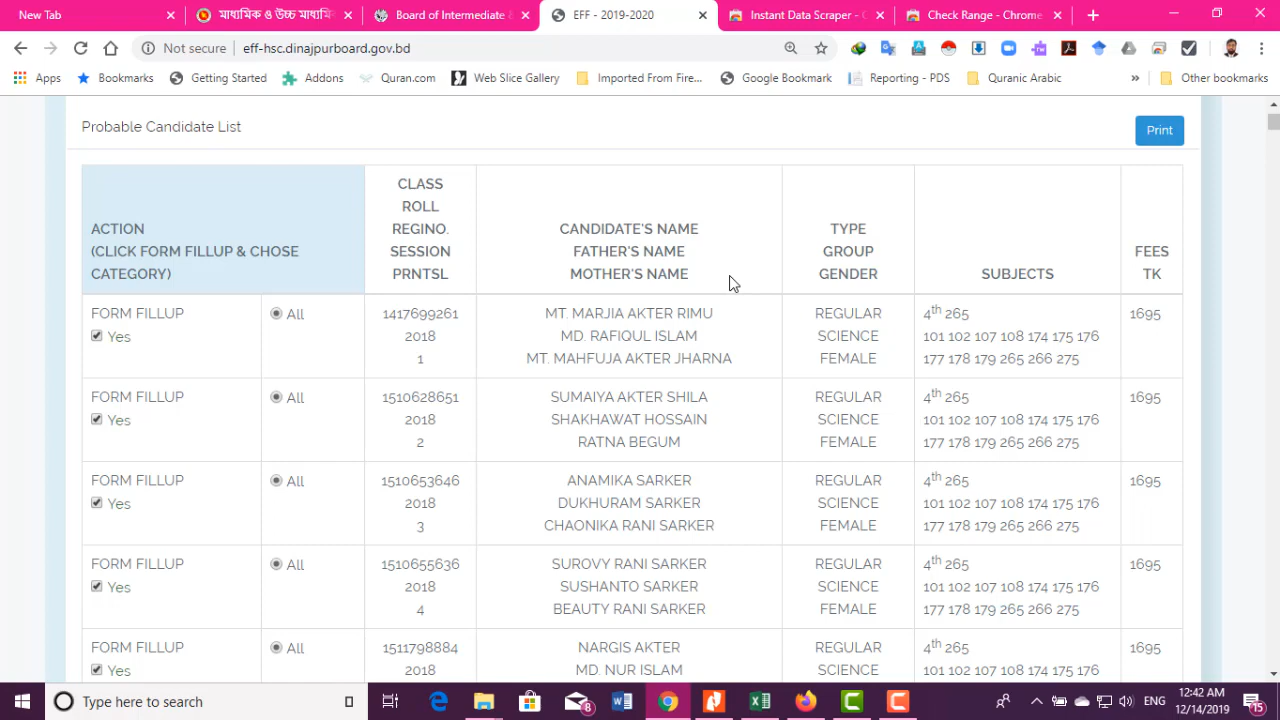 New Tab
মাধ্যমিক ও উচ্চ মাধ্যমি
Board of Intermediate &
EFF - 2019-2020
Instant Data Scraper - C
Check Range - Chrome
Not secure | eff-hsc.dinajpurboard.gov.bd
Apps
Bookmarks
Getting Started
Addons
Quran.com
Web Slice Gallery
Imported From Fire...
Google Bookmark
Reporting - PDS
Quranic Arabic
»
Other bookmarks
Probable Candidate List
Print
ACTION
(CLICK FORM FILLUP & CHOSE
CATEGORY)
CLASS
ROLL
REGINO.
SESSION
PRNTSL
CANDIDATE'S NAME
FATHER'S NAME
MOTHER'S NAME
TYPE
GROUP
GENDER
SUBJECTS
FEES
TK
FORM FILLUP
Yes
All
1417699261
2018
1
MT. MARJIA AKTER RIMU
MD. RAFIQUL ISLAM
MT. MAHFUJA AKTER JHARNA
REGULAR
SCIENCE
FEMALE
4th 265
101 102 107 108 174 175 176
177 178 179 265 266 275
1695
FORM FILLUP
Yes
All
1510628651
2018
2
SUMAIYA AKTER SHILA
SHAKHAWAT HOSSAIN
RATNA BEGUM
REGULAR
SCIENCE
FEMALE
4th 265
101 102 107 108 174 175 176
177 178 179 265 266 275
1695
FORM FILLUP
Yes
All
1510653646
2018
3
ANAMIKA SARKER
DUKHURAM SARKER
CHAONIKA RANI SARKER
REGULAR
SCIENCE
FEMALE
4th 265
101 102 107 108 174 175 176
177 178 179 265 266 275
1695
FORM FILLUP
Yes
All
1510655636
2018
4
SUROVY RANI SARKER
SUSHANTO SARKER
BEAUTY RANI SARKER
REGULAR
SCIENCE
FEMALE
4th 265
101 102 107 108 174 175 176
177 178 179 265 266 275
1695
FORM FILLUP
Yes
All
1511798884
2018
NARGIS AKTER
MD. NUR ISLAM
REGULAR
SCIENCE
4th 265
101 102 107 108 174 175 176
1695
Type here to search
8
ENG
12:42 AM
12/14/2019
15